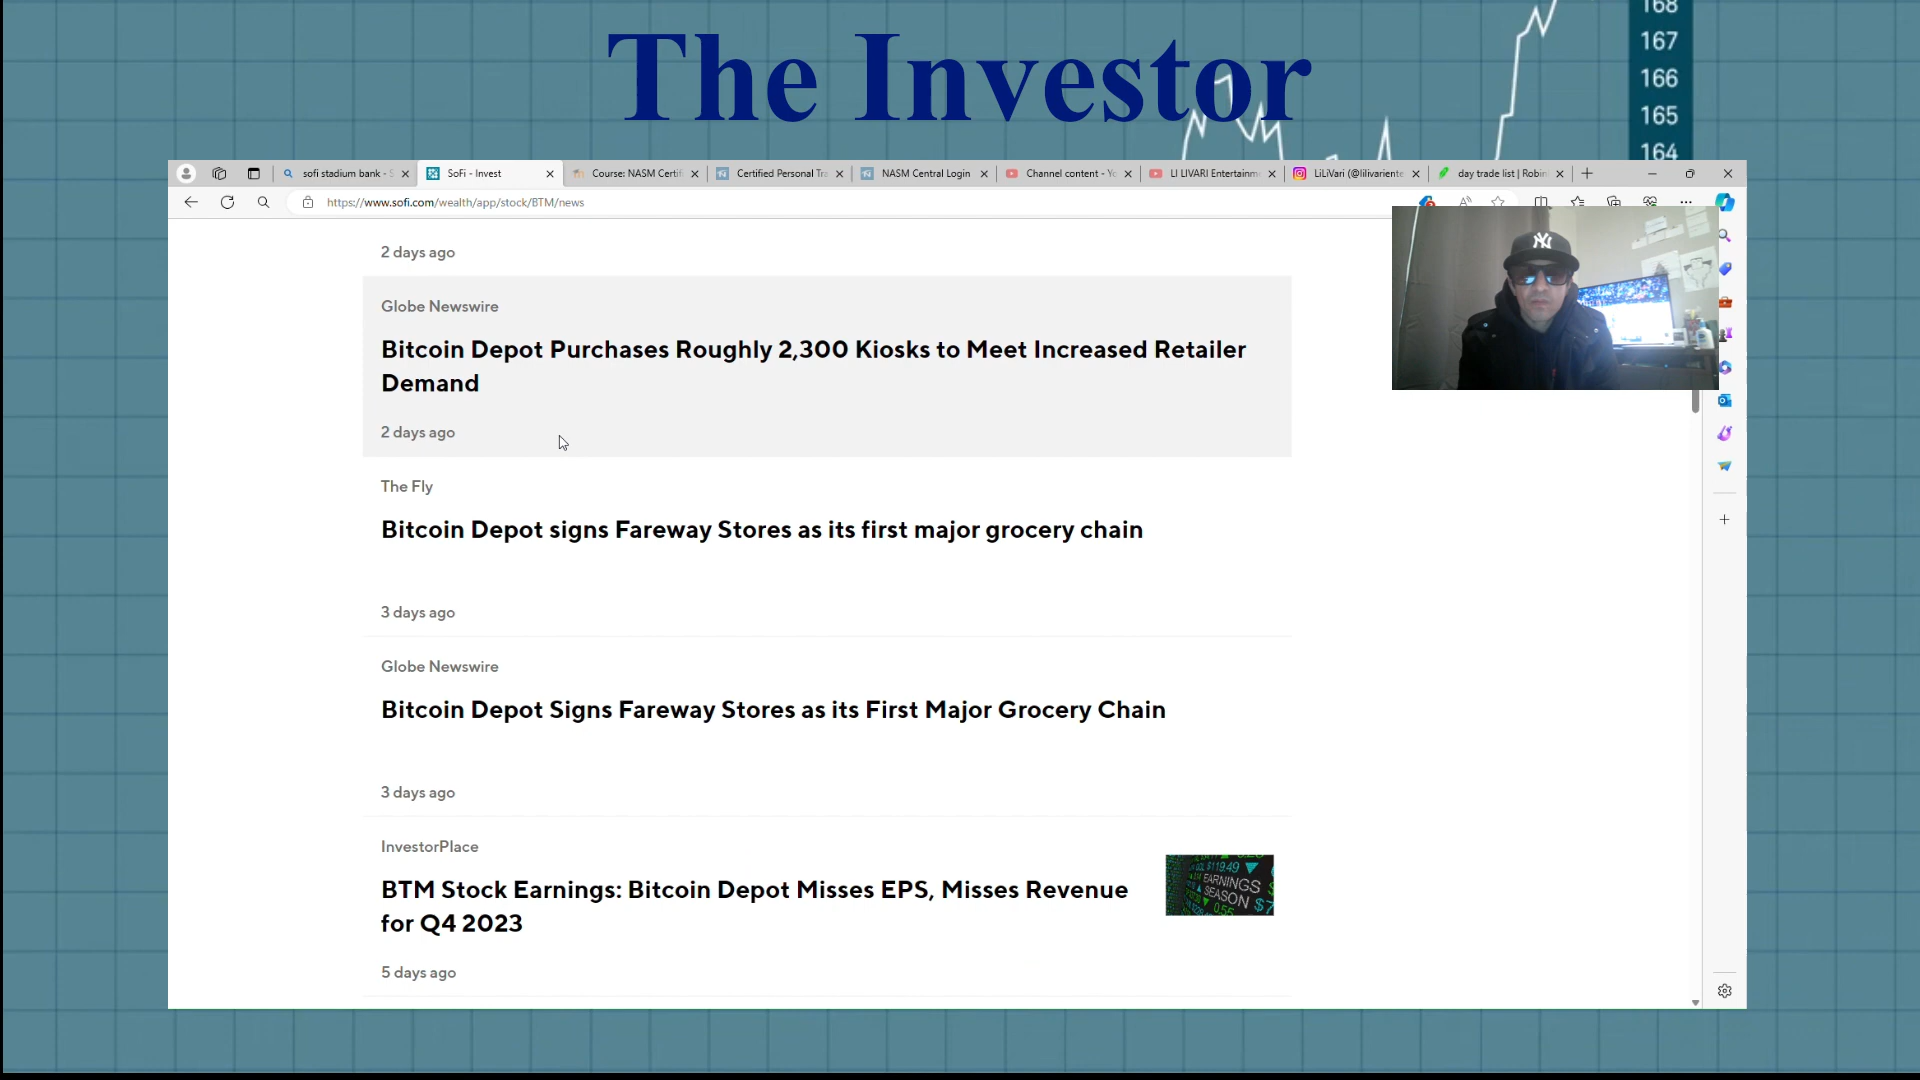 168
The Investor
167
166
165
164
sofi stadium bank - S
SoFi - Invest
Course: NASM Certifi
Certified Personal Tra
NASM Central Login
Channel content - Yo
LI LIVARI Entertainm
LiLiVari (@lilivariente
day trade list | Robin
https://www.sofi.com/wealth/app/stock/BTM/news
2 days ago
Globe Newswire
Bitcoin Depot Purchases Roughly 2,300 Kiosks to Meet Increased Retailer
Demand
2 days ago
The Fly
Bitcoin Depot signs Fareway Stores as its first major grocery chain
3 days ago
Globe Newswire
Bitcoin Depot Signs Fareway Stores as its First Major Grocery Chain
3 days ago
InvestorPlace
BTM Stock Earnings: Bitcoin Depot Misses EPS, Misses Revenue
for Q4 2023
$119.49
EARNINGS
SEASON
5 days ago